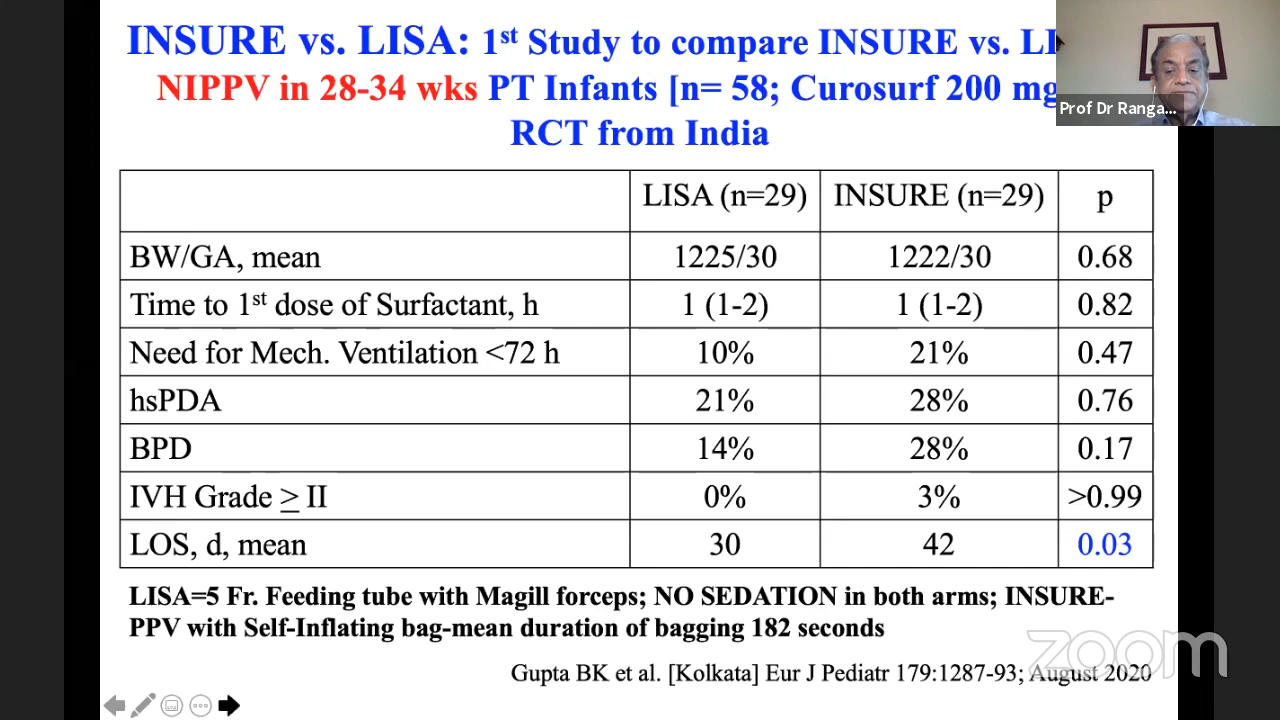 INSURE vs. LISA: 1st Study to compare INSURE vs. LI
NIPPV in 28-34 wks PT Infants [n= 58; Curosurf 200 mg
RCT from India
Prof Dr Ranga...
LISA (n=29) INSURE (n=29) p
BW/GA, mean 1225/30 1222/30 0.68
Time to 1st dose of Surfactant, h 1 (1-2) 1 (1-2) 0.82
Need for Mech. Ventilation <72 h 10% 21% 0.47
hsPDA 21% 28% 0.76
BPD 14% 28% 0.17
IVH Grade ≥ II 0% 3% >0.99
LOS, d, mean 30 42 0.03
LISA=5 Fr. Feeding tube with Magill forceps; NO SEDATION in both arms; INSURE-
PPV with Self-Inflating bag-mean duration of bagging 182 seconds
zoom
Gupta BK et al. [Kolkata] Eur J Pediatr 179:1287-93; August 2020